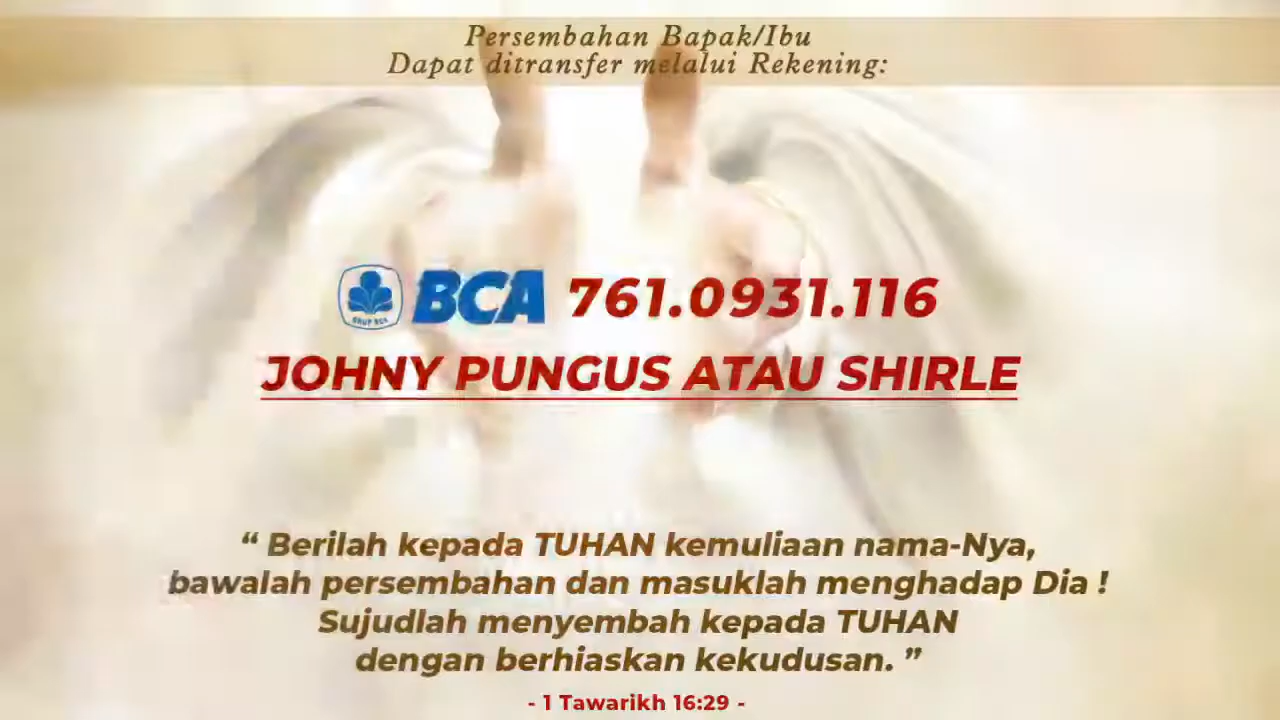 Persembahan Bapak/Ibu
Dapat ditransfer melalui Rekening:
GRUP BCA
BCA 761.0931.116
JOHNY PUNGUS ATAU SHIRLE
“ Berilah kepada TUHAN kemuliaan nama-Nya,
bawalah persembahan dan masuklah menghadap Dia !
Sujudlah menyembah kepada TUHAN
dengan berhiaskan kekudusan. ”
- 1 Tawarikh 16:29 -